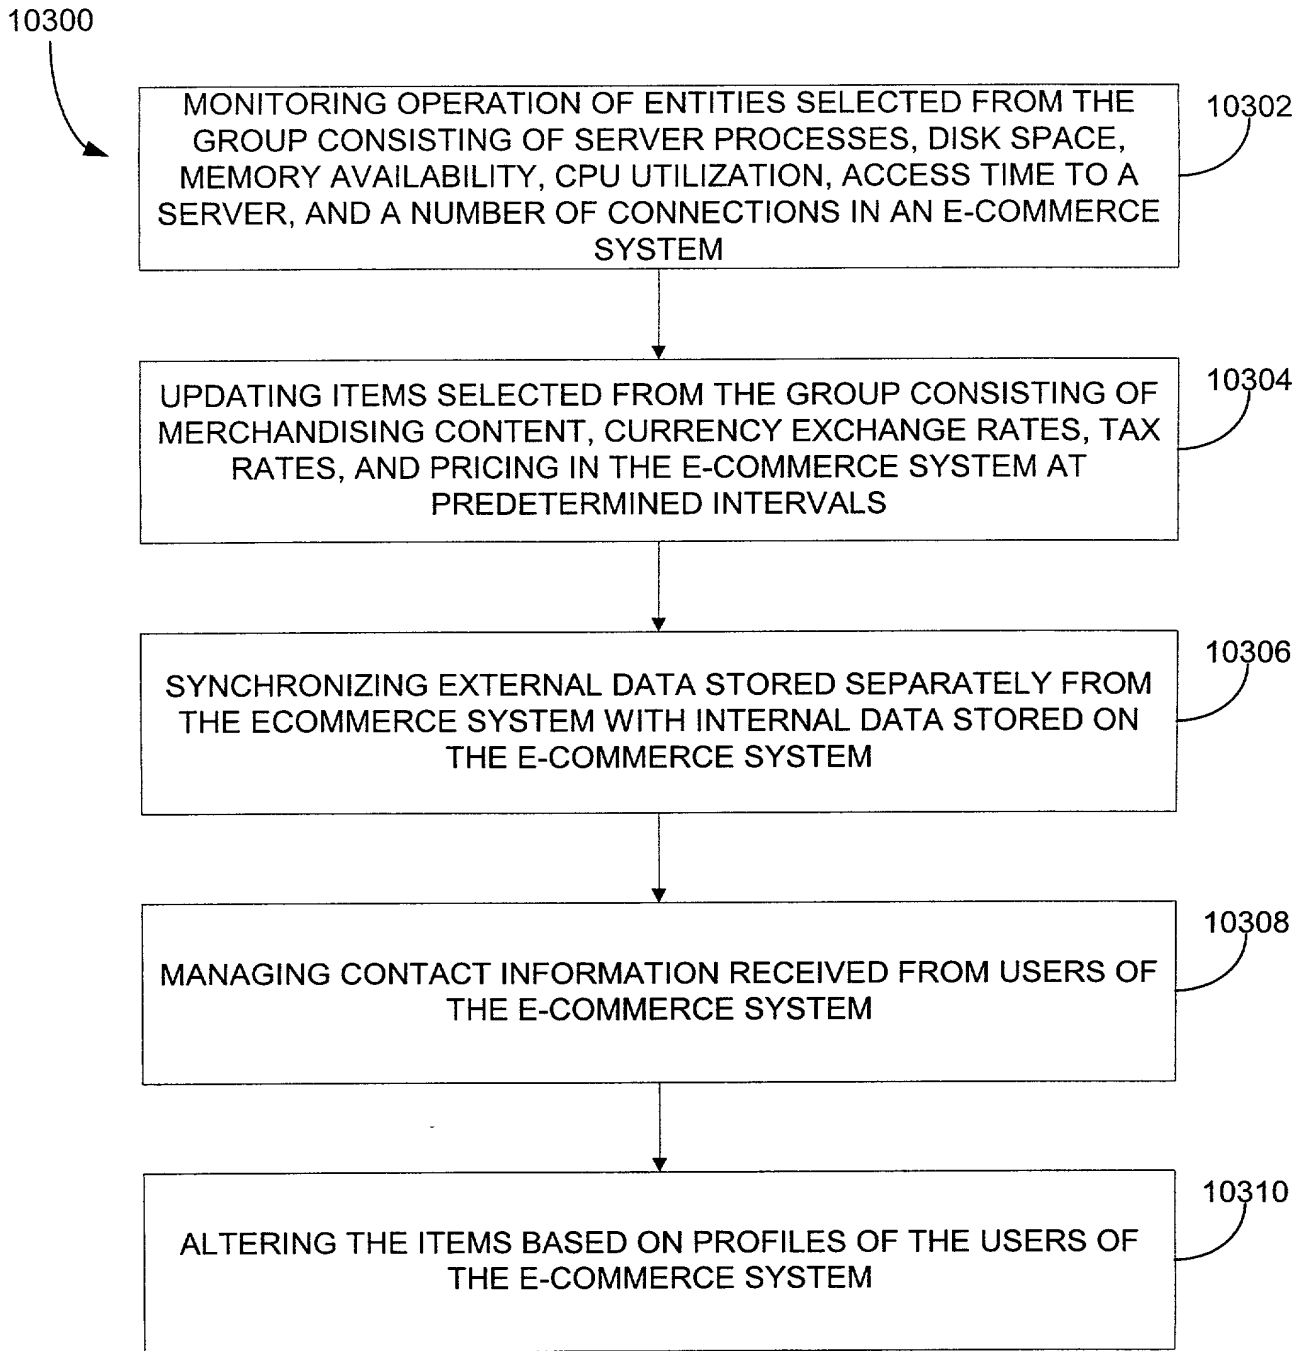 10300
MONITORING OPERATION OF ENTITIES SELECTED FROM THE
GROUP CONSISTING OF SERVER PROCESSES, DISK SPACE,
MEMORY AVAILABILITY, CPU UTILIZATION, ACCESS TIME TO A
SERVER, AND A NUMBER OF CONNECTIONS IN AN E-COMMERCE
SYSTEM
10302
UPDATING ITEMS SELECTED FROM THE GROUP CONSISTING OF
MERCHANDISING CONTENT, CURRENCY EXCHANGE RATES, TAX
RATES, AND PRICING IN THE E-COMMERCE SYSTEM AT
PREDETERMINED INTERVALS
10304
SYNCHRONIZING EXTERNAL DATA STORED SEPARATELY FROM
THE ECOMMERCE SYSTEM WITH INTERNAL DATA STORED ON
THE E-COMMERCE SYSTEM
10306
MANAGING CONTACT INFORMATION RECEIVED FROM USERS OF
THE E-COMMERCE SYSTEM
10308
ALTERING THE ITEMS BASED ON PROFILES OF THE USERS OF
THE E-COMMERCE SYSTEM
10310